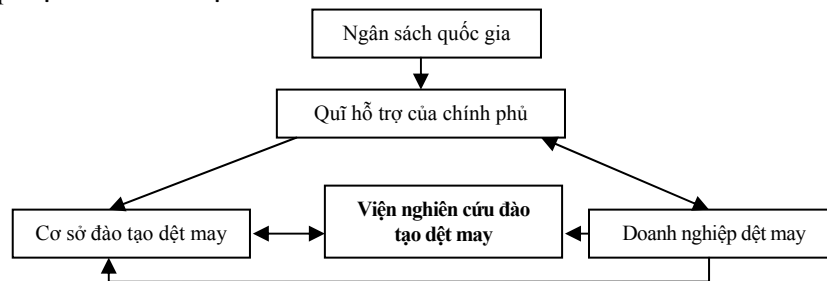 Ngân sách quốc gia
Quĩ hỗ trợ của chính phủ
Cơ sở đào tạo dệt may
Viện nghiên cứu đào
tạo dệt may
Doanh nghiệp dệt may